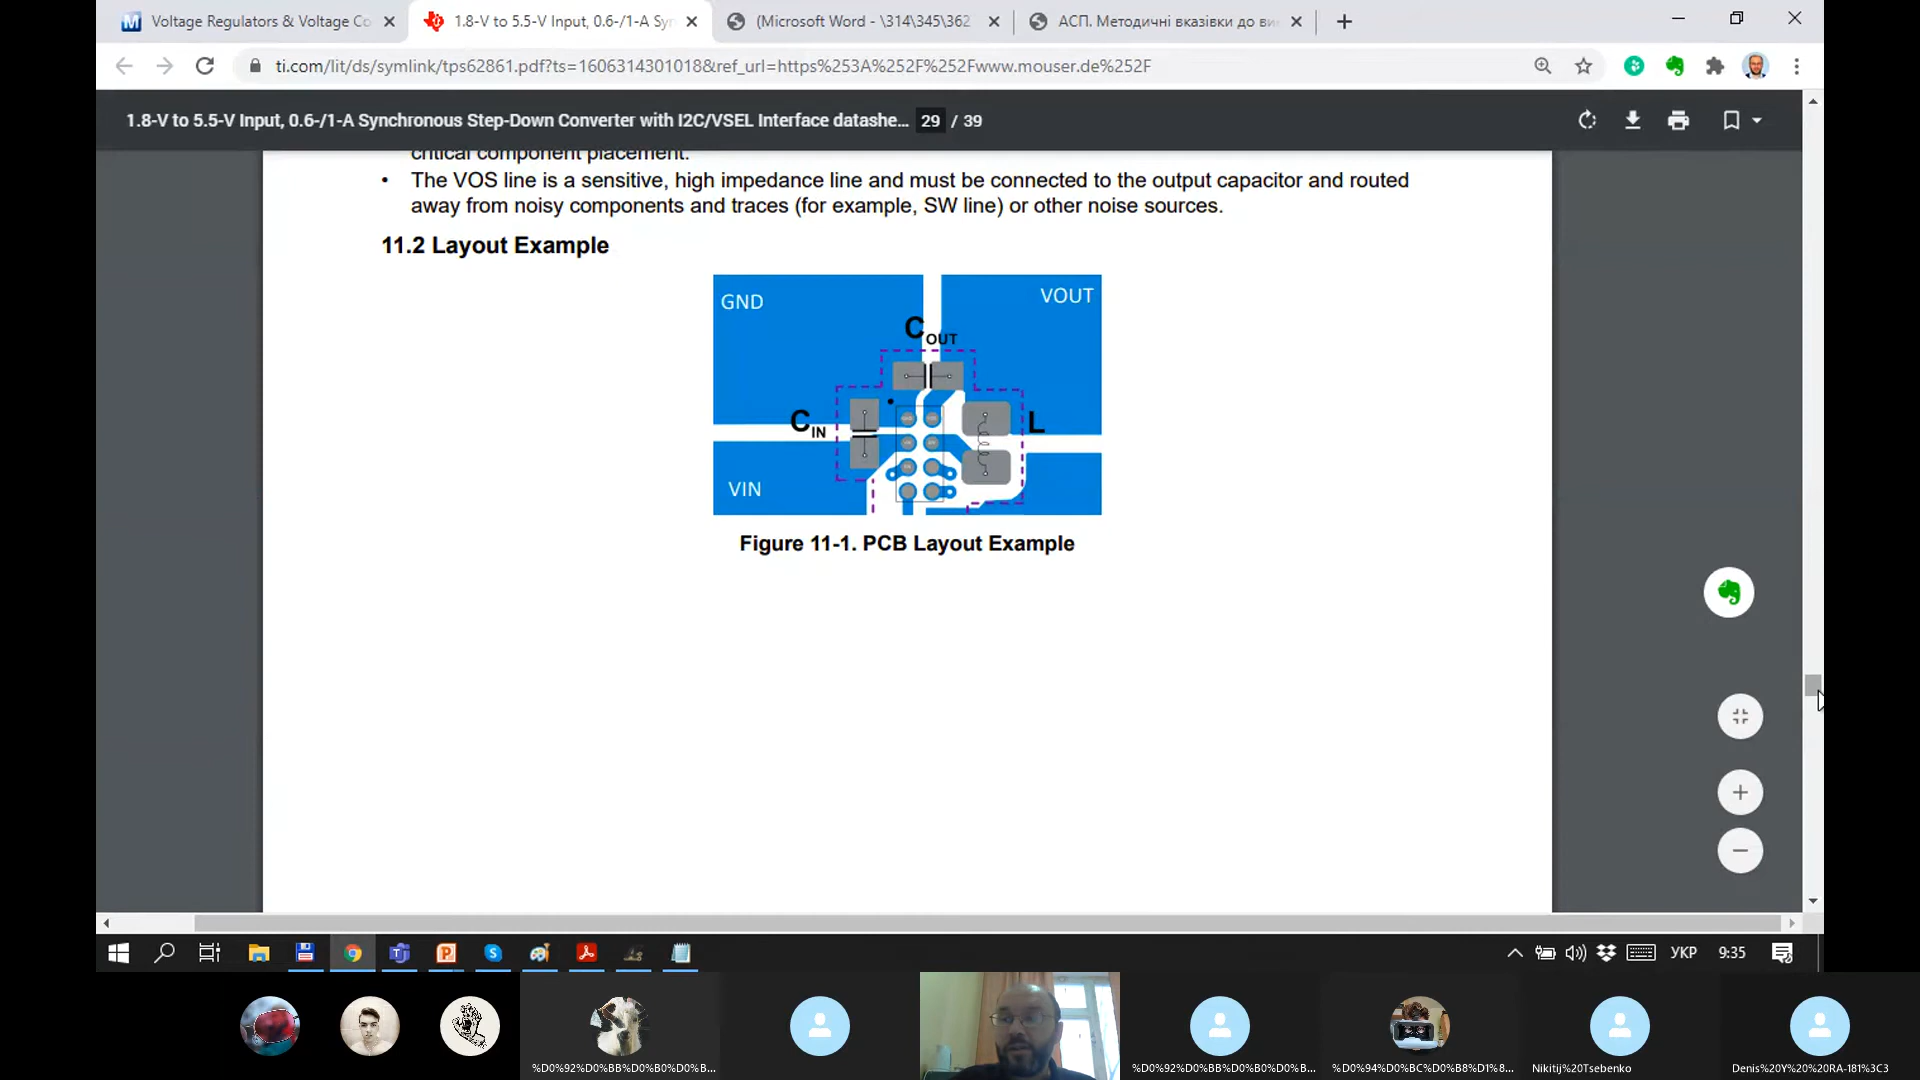 Voltage Regulators & Voltage Co
1.8-V to 5.5-V Input, 0.6-/1-A Syn
(Microsoft Word - \314\345\362
АСП. Методичні вказівки до ви
ti.com/lit/ds/symlink/tps62861.pdf?ts=1606314301018&ref_url=https%253A%252F%252Fwww.mouser.de%252F
1.8-V to 5.5-V Input, 0.6-/1-A Synchronous Step-Down Converter with I2C/VSEL Interface datashe... 29 / 39
critical component placement.
• The VOS line is a sensitive, high impedance line and must be connected to the output capacitor and routed
away from noisy components and traces (for example, SW line) or other noise sources.
11.2 Layout Example
GND
VOUT
COUT
CIN
L
VIN
Figure 11-1. PCB Layout Example
УКР 9:35
%D0%92%D0%BB%D0%B0%D0%B...
%D0%92%D0%BB%D0%B0%D0%B...
%D0%94%D0%BC%D0%B8%D1%8...
Nikitij%20Tsebenko
Denis%20Y%20%20RA-181%3C3